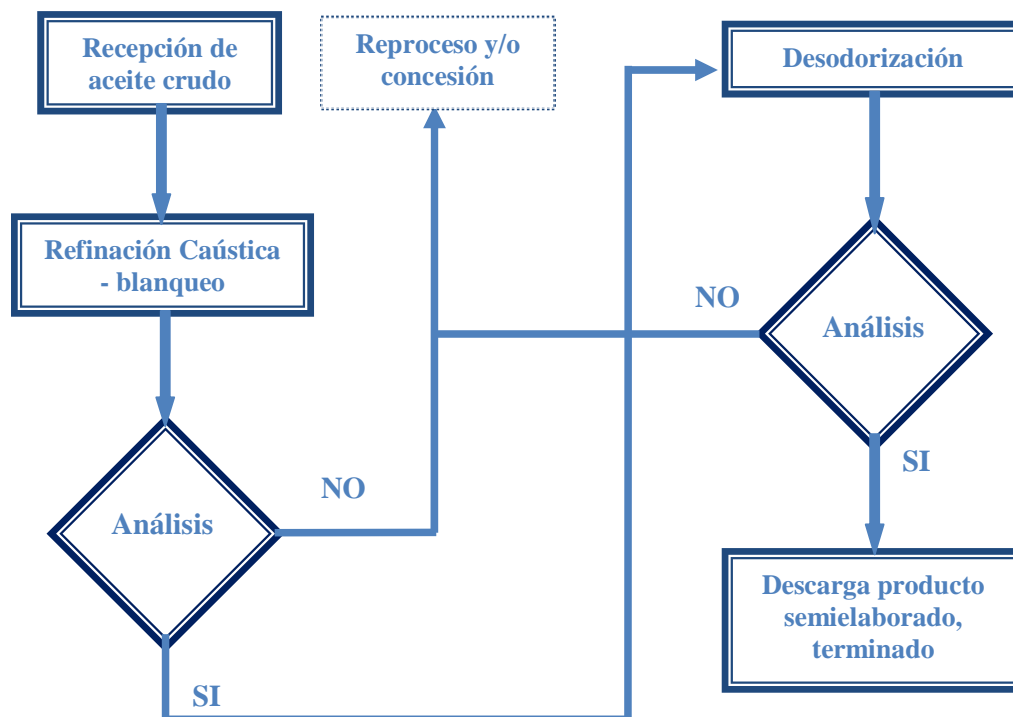 Recepción de
aceite crudo
Refinación Caústica
- blanqueo
Análisis
NO
SI
Reproceso y/o
concesión
Desodorización
NO
Análisis
SI
Descarga producto
semielaborado,
terminado